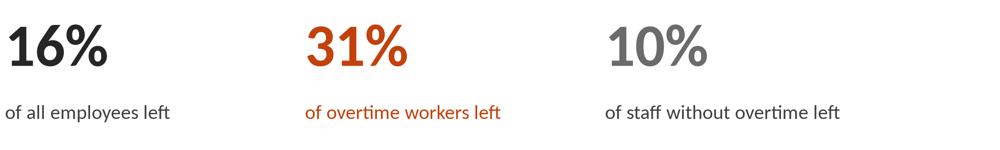 16%
31%
10%
of all employees left
of overtime workers left
of staff without overtime left